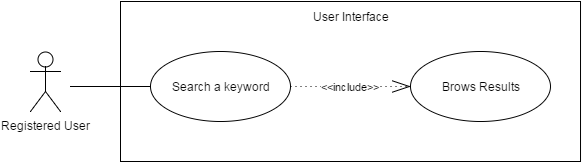 User Interface
Search a keyword
<<include>>
Brows Results
Registered User